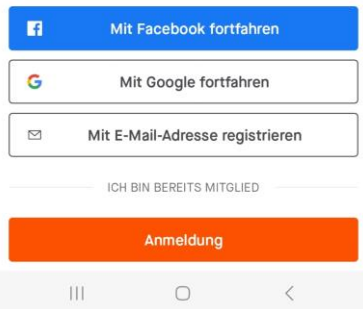 Mit Facebook fortfahren
Mit Google fortfahren
Mit E-Mail-Adresse registrieren
ICH BIN BEREITS MITGLIED
Anmeldung